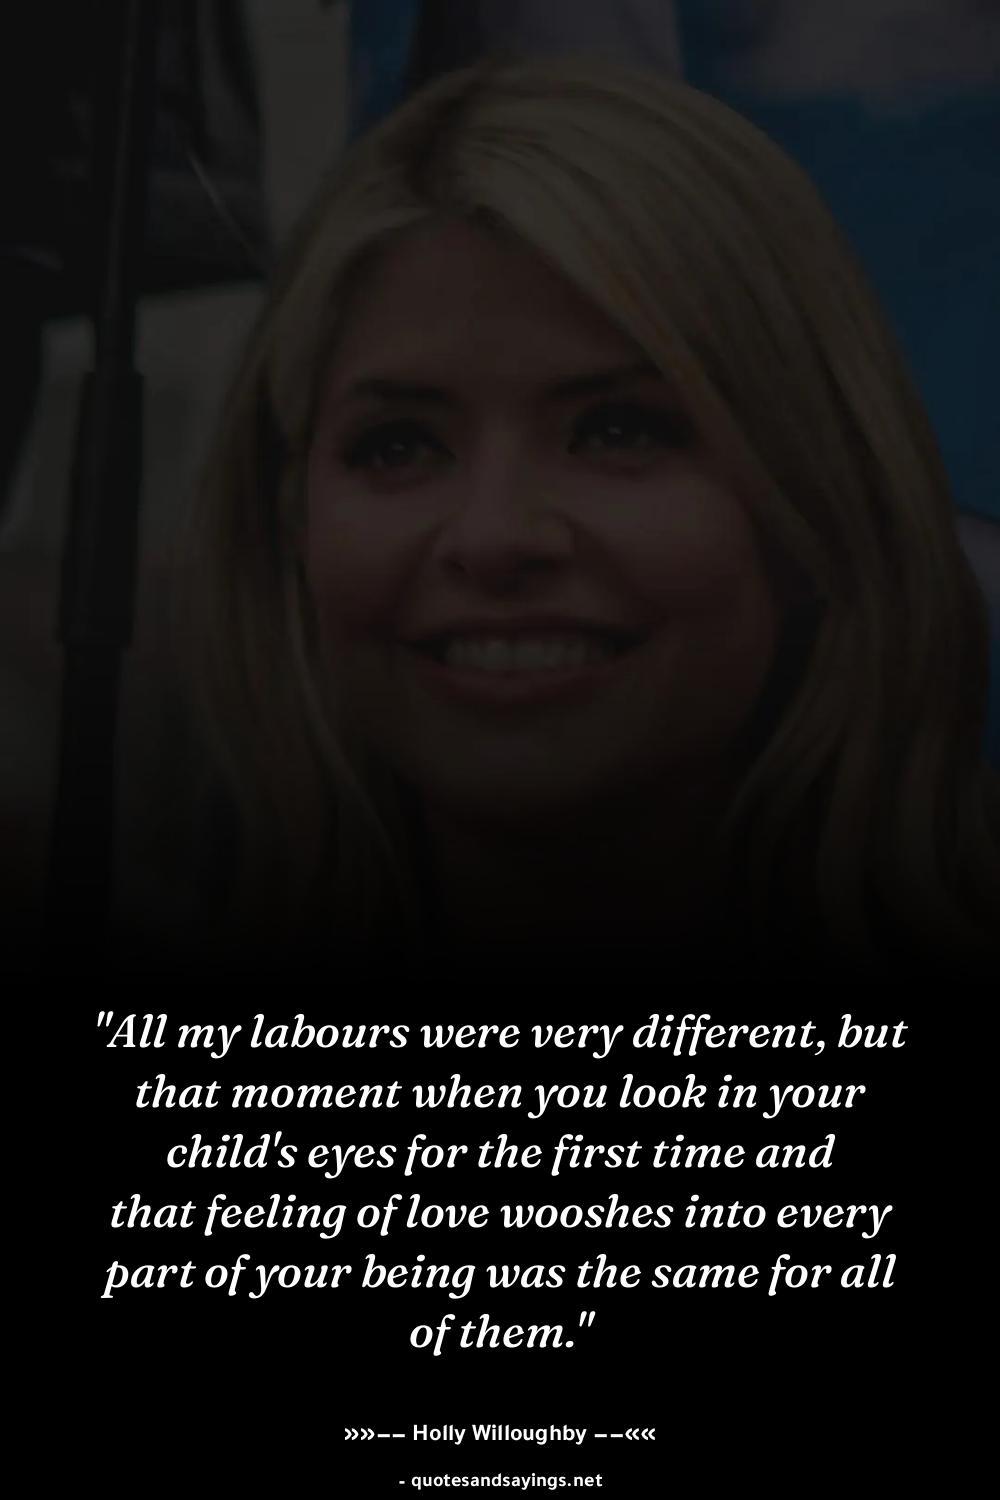 "All my labours were very different, but
that moment when you look in your
child's eyes for the first time and
that feeling of love wooshes into every
part of your being was the same for all
of them."
»»−− Holly Willoughby −−««
- quotesandsayings.net